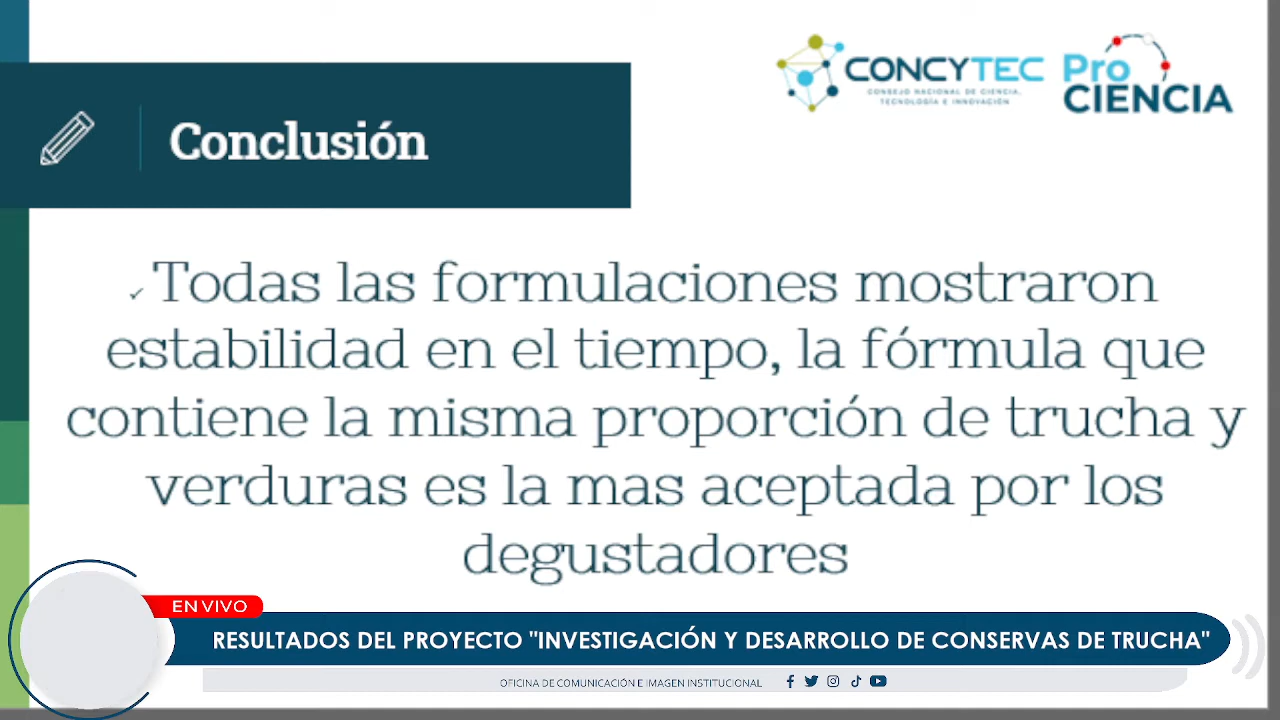 CONCYTEC
CONSEJO NACIONAL DE CIENCIA,
TECNOLOGÍA E INNOVACIÓN
Pro
CIENCIA
Conclusión
✓ Todas las formulaciones mostraron
estabilidad en el tiempo, la fórmula que
contiene la misma proporción de trucha y
verduras es la mas aceptada por los
degustadores
EN VIVO
RESULTADOS DEL PROYECTO "INVESTIGACIÓN Y DESARROLLO DE CONSERVAS DE TRUCHA"
OFICINA DE COMUNICACIÓN E IMAGEN INSTITUCIONAL